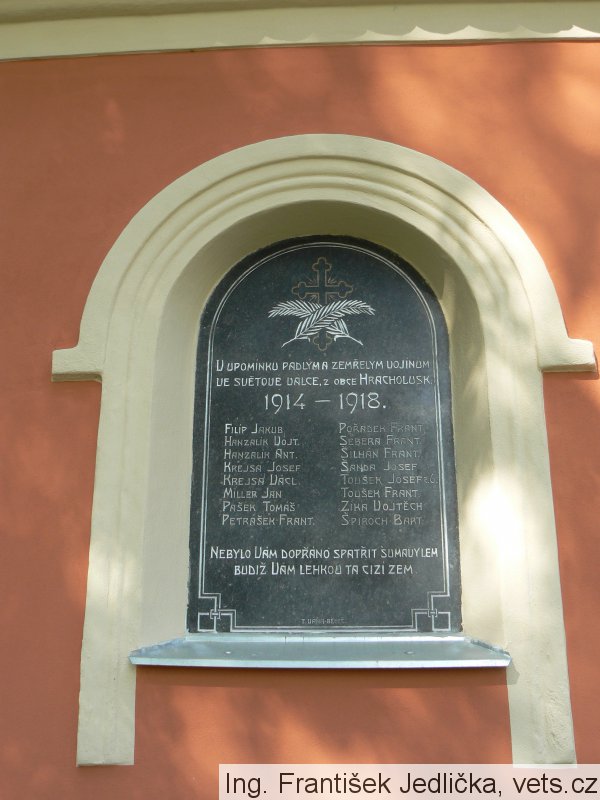 V UPOMÍNKU PADLÝM A ZEMŘELÝM VOJÍNŮM
VE SVĚTOVÉ VÁLCE, Z OBCE HRACHOLUSK.
1914 – 1918.
FILIP JAKUB
HANZALÍK VOJT.
HANZALÍK ANT.
KREJSA JOSEF
KREJSA VÁCL.
MILLER JAN
PAŠEK TOMÁŠ
PETRÁŠEK FRANT.
POŘÁDEK FRANT.
SEBERA FRANT.
SILHAN FRANT.
ŠANDA JOSEF
TOUŠEK JOSEF
TOUŠEK FRANT.
ZÍKA VOJTĚCH
ŠPIROCH BART.
NEBYLO VÁM DOPŘÁNO SPATŘIT ŠUMAVY LEM
BUDIŽ VÁM LEHKOU TA CIZÍ ZEM.
Ing. František Jedlička, vets.cz